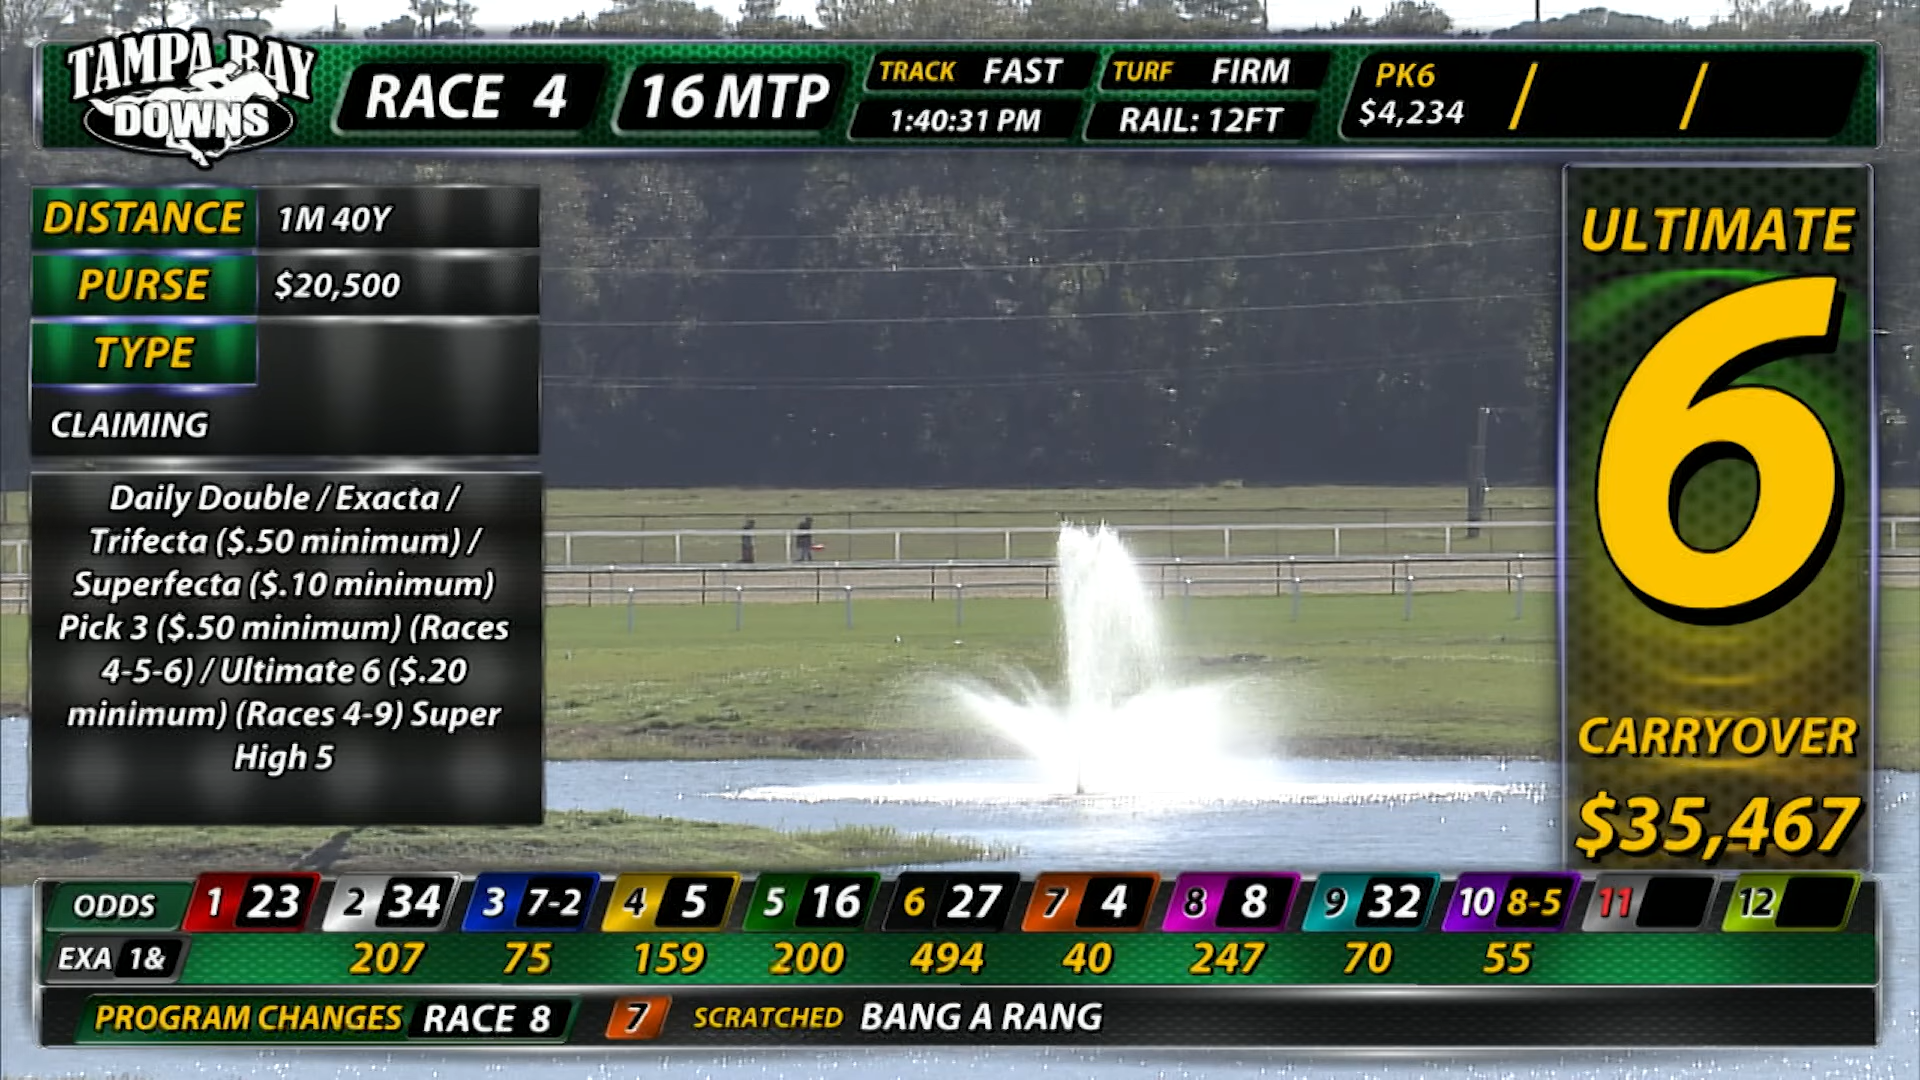 TAMPA BAY
DOWNS
RACE 4
16 MTP
TRACK FAST
1:40:31 PM
TURF FIRM
RAIL: 12FT
PK6
$4,234
/ /
DISTANCE 1M 40Y
PURSE $20,500
TYPE
CLAIMING
Daily Double / Exacta /
Trifecta ($.50 minimum) /
Superfecta ($.10 minimum)
Pick 3 ($.50 minimum) (Races
4-5-6) / Ultimate 6 ($.20
minimum) (Races 4-9) Super
High 5
ULTIMATE
6
CARRYOVER
$35,467
ODDS 1 23 2 34 3 7-2 4 5 5 16 6 27 7 4 8 8 9 32 10 8-5 11 12
EXA 1& 207 75 159 200 494 40 247 70 55
PROGRAM CHANGES RACE 8 7 SCRATCHED BANG A RANG